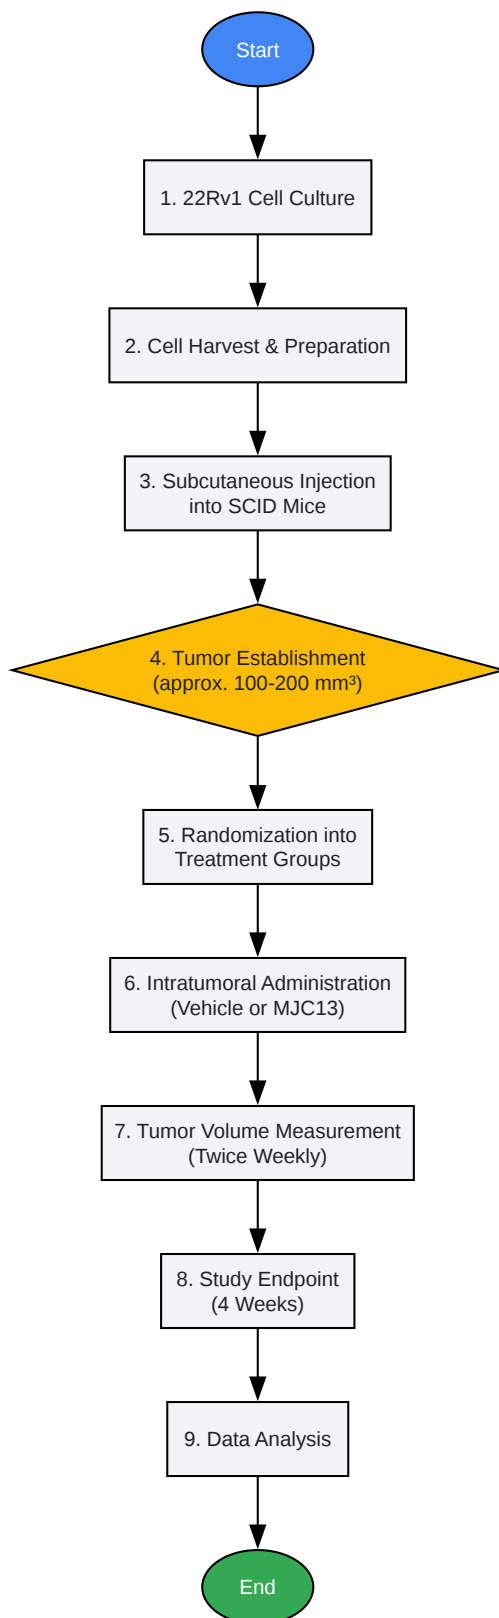 Start
1. 22Rv1 Cell Culture
2. Cell Harvest & Preparation
3. Subcutaneous Injection
into SCID Mice
4. Tumor Establishment
(approx. 100-200 mm³)
5. Randomization into
Treatment Groups
6. Intratumoral Administration
(Vehicle or MJC13)
7. Tumor Volume Measurement
(Twice Weekly)
8. Study Endpoint
(4 Weeks)
9. Data Analysis
End